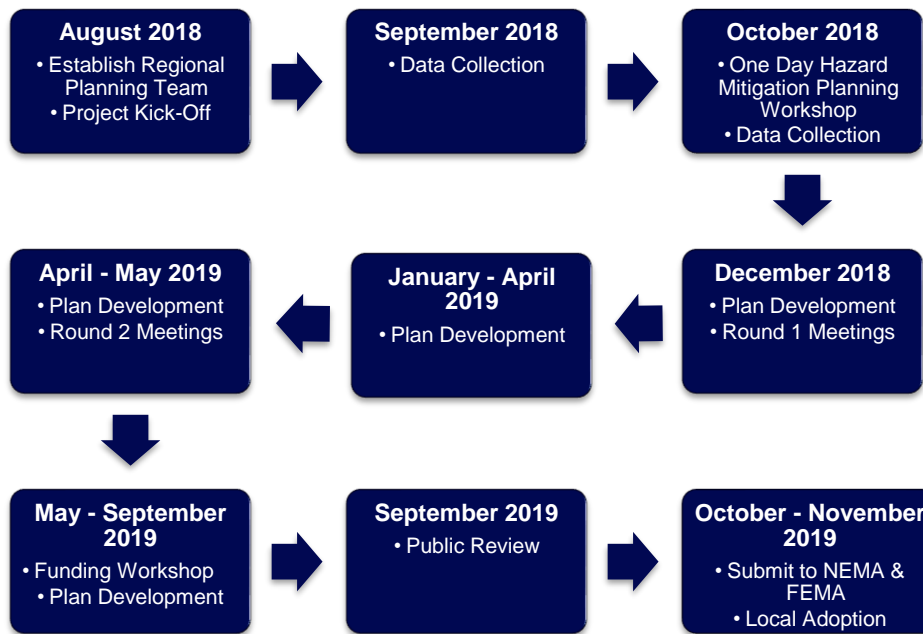 August 2018
• Establish Regional
Planning Team
• Project Kick-Off
September 2018
• Data Collection
October 2018
• One Day Hazard
Mitigation Planning
Workshop
• Data Collection
December 2018
• Plan Development
• Round 1 Meetings
January - April
2019
• Plan Development
April - May 2019
• Plan Development
• Round 2 Meetings
May - September
2019
• Funding Workshop
• Plan Development
September 2019
• Public Review
October - November
2019
• Submit to NEMA &
FEMA
• Local Adoption